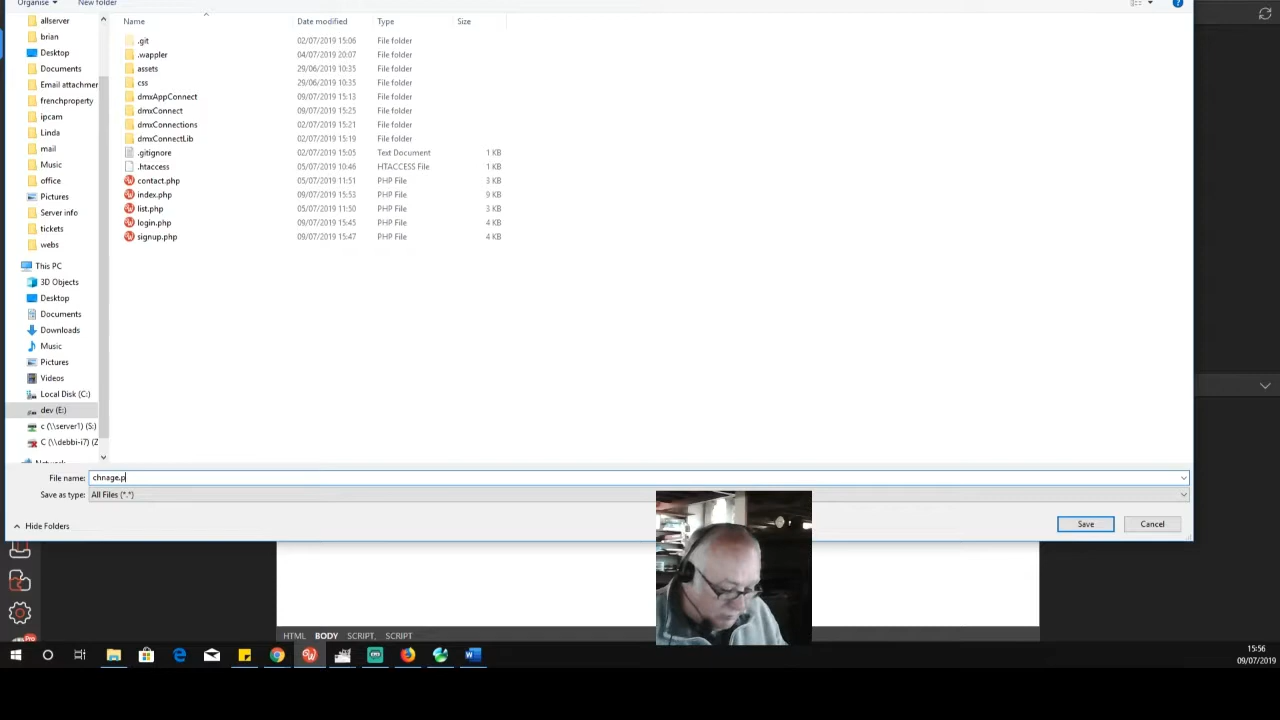 Organise
New folder
Name Date modified Type Size
.git 02/07/2019 15:06 File folder
.wappler 04/07/2019 20:07 File folder
assets 29/06/2019 10:35 File folder
css 29/06/2019 10:35 File folder
dmxAppConnect 09/07/2019 15:13 File folder
dmxConnect 09/07/2019 15:25 File folder
dmxConnections 02/07/2019 15:21 File folder
dmxConnectLib 02/07/2019 15:19 File folder
.gitignore 02/07/2019 15:05 Text Document 1 KB
.htaccess 05/07/2019 10:46 HTACCESS File 1 KB
contact.php 05/07/2019 11:51 PHP File 3 KB
index.php 09/07/2019 15:53 PHP File 9 KB
list.php 05/07/2019 11:50 PHP File 3 KB
login.php 09/07/2019 15:45 PHP File 4 KB
signup.php 09/07/2019 15:47 PHP File 4 KB
allserver
brian
Desktop
Documents
Email attachmer
frenchproperty
ipcam
Linda
mail
Music
office
Pictures
Server info
tickets
webs
This PC
3D Objects
Desktop
Documents
Downloads
Music
Pictures
Videos
Local Disk (C:)
dev (E:)
c (\\server1) (S:)
C (\\debbi-i7) (Z
File name: chnage.p
Save as type: All Files (*.*)
Hide Folders
Save
Cancel
HTML BODY SCRIPT, SCRIPT
Pro
15:56
09/07/2019